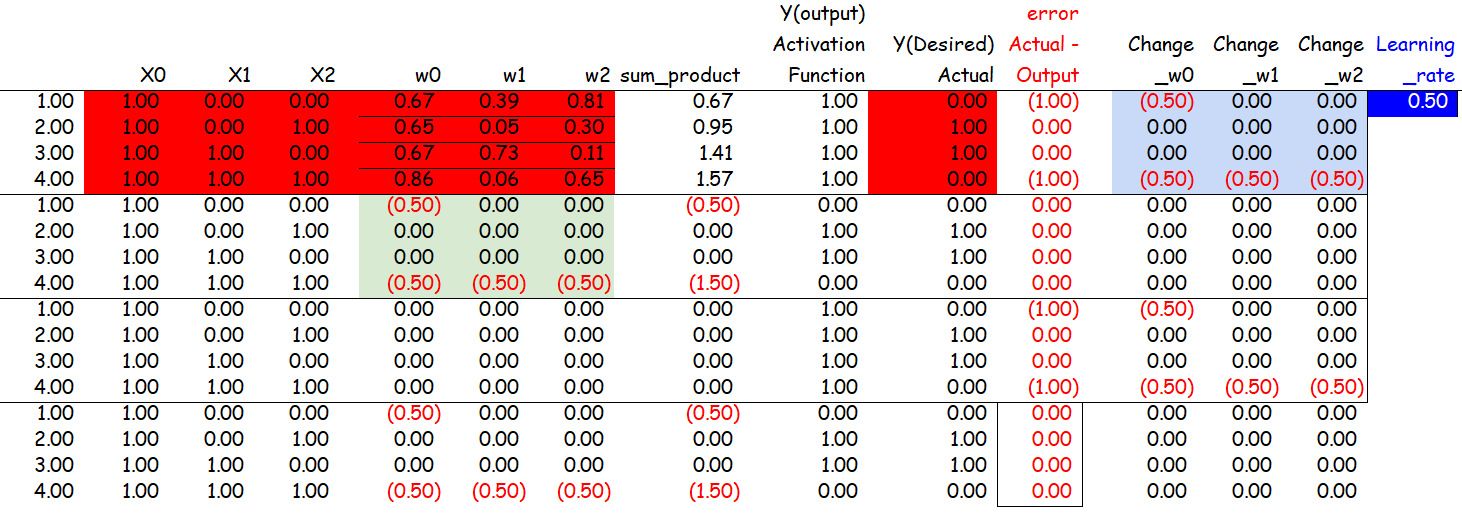 Y(output) error
Activation Y(Desired) Actual - Change Change Change Learning
X0 X1 X2 w0 w1 w2 sum_product Function Actual Output _w0 _w1 _w2 _rate
1.00 1.00 0.00 0.00 0.67 0.39 0.81 0.67 1.00 0.00 (1.00) (0.50) 0.00 0.00 0.50
2.00 1.00 0.00 1.00 0.65 0.05 0.30 0.95 1.00 1.00 0.00 0.00 0.00 0.00
3.00 1.00 1.00 0.00 0.67 0.73 0.11 1.41 1.00 1.00 0.00 0.00 0.00 0.00
4.00 1.00 1.00 1.00 0.86 0.06 0.65 1.57 1.00 0.00 (1.00) (0.50) (0.50) (0.50)
1.00 1.00 0.00 0.00 (0.50) 0.00 0.00 (0.50) 0.00 0.00 0.00 0.00 0.00 0.00
2.00 1.00 0.00 1.00 0.00 0.00 0.00 0.00 1.00 1.00 0.00 0.00 0.00 0.00
3.00 1.00 1.00 0.00 0.00 0.00 0.00 0.00 1.00 1.00 0.00 0.00 0.00 0.00
4.00 1.00 1.00 1.00 (0.50) (0.50) (0.50) (1.50) 0.00 0.00 0.00 0.00 0.00 0.00
1.00 1.00 0.00 0.00 0.00 0.00 0.00 0.00 1.00 0.00 (1.00) (0.50) 0.00 0.00
2.00 1.00 0.00 1.00 0.00 0.00 0.00 0.00 1.00 1.00 0.00 0.00 0.00 0.00
3.00 1.00 1.00 0.00 0.00 0.00 0.00 0.00 1.00 1.00 0.00 0.00 0.00 0.00
4.00 1.00 1.00 1.00 0.00 0.00 0.00 0.00 1.00 0.00 (1.00) (0.50) (0.50) (0.50)
1.00 1.00 0.00 0.00 (0.50) 0.00 0.00 (0.50) 0.00 0.00 0.00 0.00 0.00 0.00
2.00 1.00 0.00 1.00 0.00 0.00 0.00 0.00 1.00 1.00 0.00 0.00 0.00 0.00
3.00 1.00 1.00 0.00 0.00 0.00 0.00 0.00 1.00 1.00 0.00 0.00 0.00 0.00
4.00 1.00 1.00 1.00 (0.50) (0.50) (0.50) (1.50) 0.00 0.00 0.00 0.00 0.00 0.00